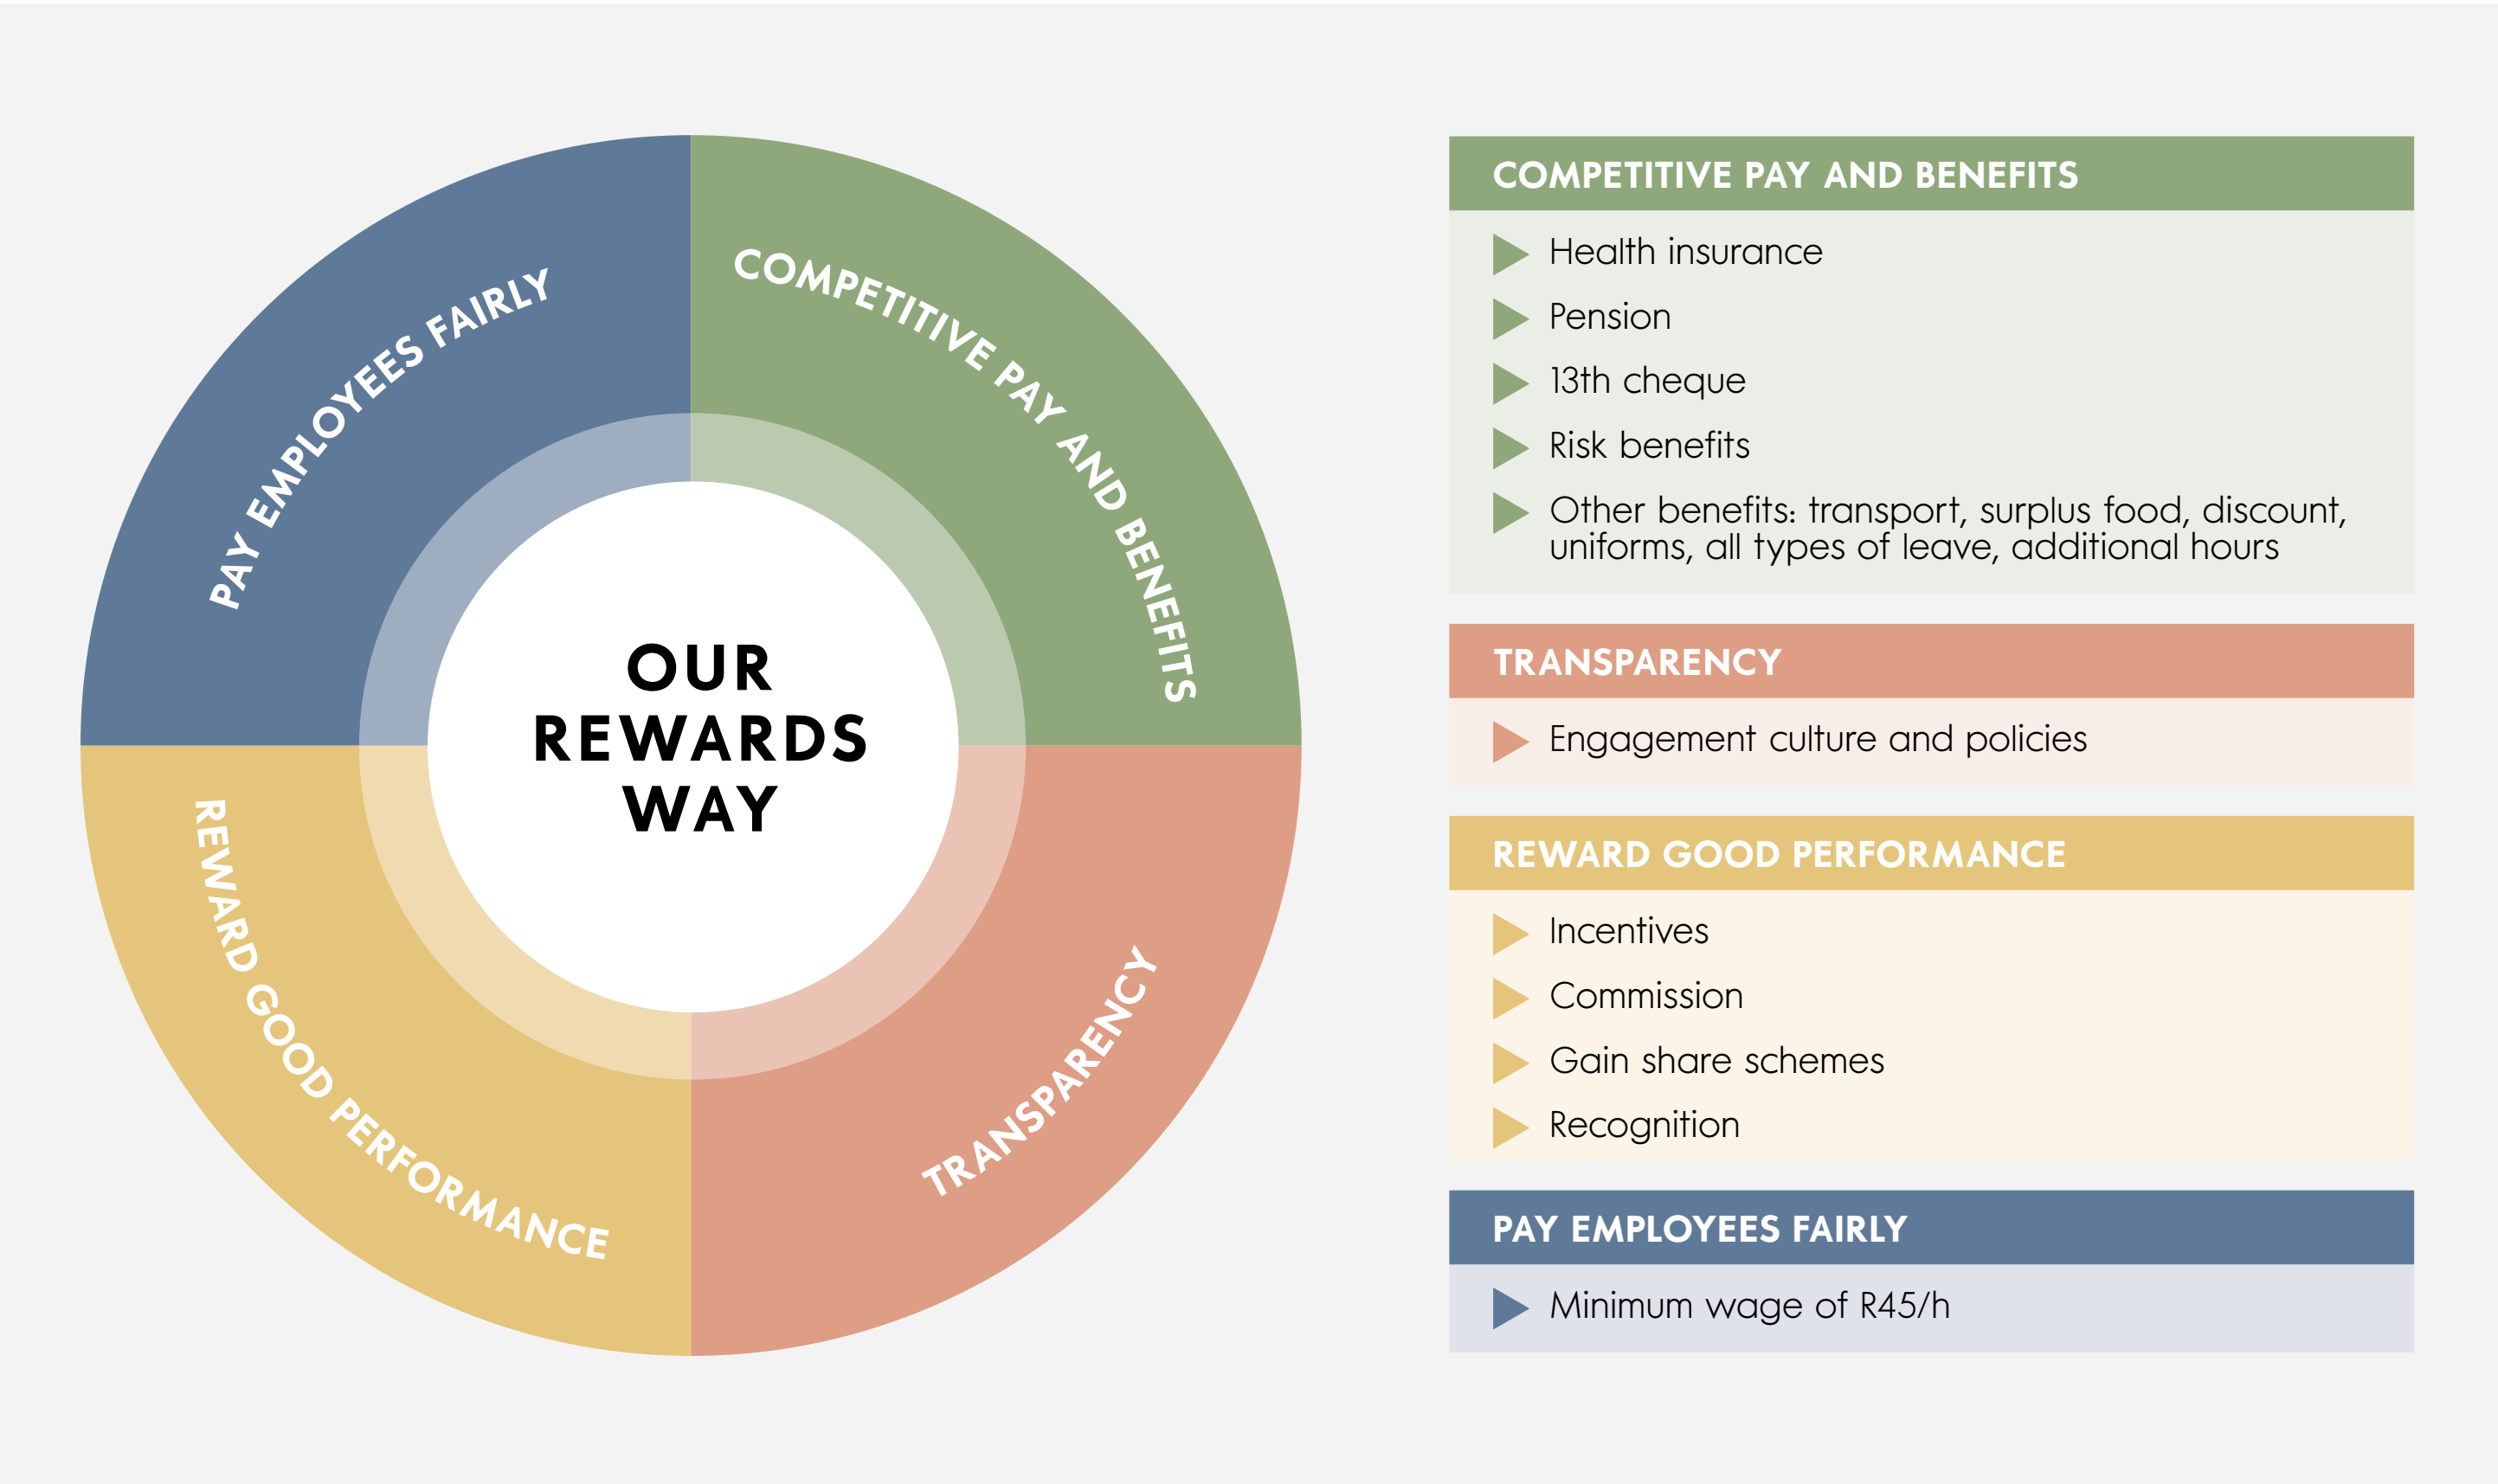 PAY EMPLOYEES FAIRLY
COMPETITIVE PAY AND BENEFITS
OUR
REWARDS
WAY
REWARD GOOD PERFORMANCE
TRANSPARENCY
COMPETITIVE PAY AND BENEFITS
Health insurance
Pension
13th cheque
Risk benefits
Other benefits: transport, surplus food, discount,
uniforms, all types of leave, additional hours
TRANSPARENCY
Engagement culture and policies
REWARD GOOD PERFORMANCE
Incentives
Commission
Gain share schemes
Recognition
PAY EMPLOYEES FAIRLY
Minimum wage of R45/h